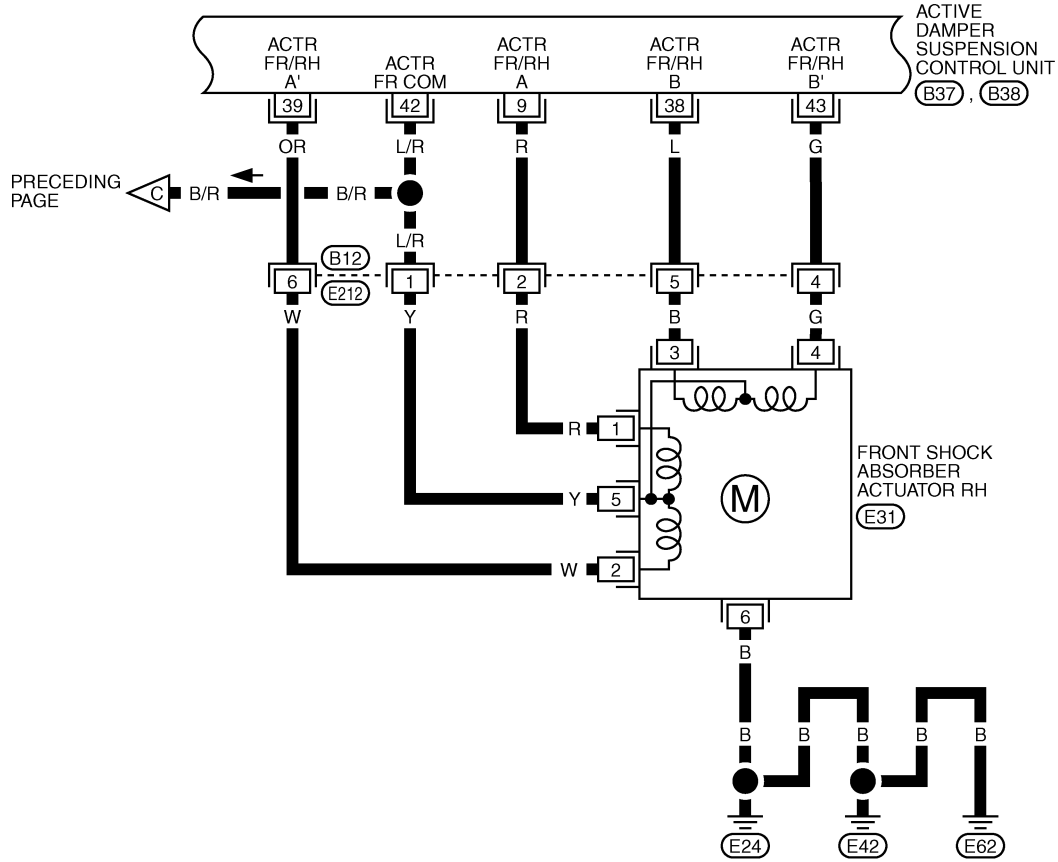 ACTIVE
DAMPER
SUSPENSION
CONTROL UNIT
B37 , B38
ACTR
FR/RH
A'
ACTR
FR COM
ACTR
FR/RH
A
ACTR
FR/RH
B
ACTR
FR/RH
B'
39
42
9
38
43
OR
L/R
R
L
G
PRECEDING
PAGE
C
B/R
B/R
L/R
B12
6
1
2
5
4
E212
W
Y
R
B
G
3
4
R
1
Y
5
W
2
M
FRONT SHOCK
ABSORBER
ACTUATOR RH
E31
6
B
B
B
B
B
B
E24
E42
E62